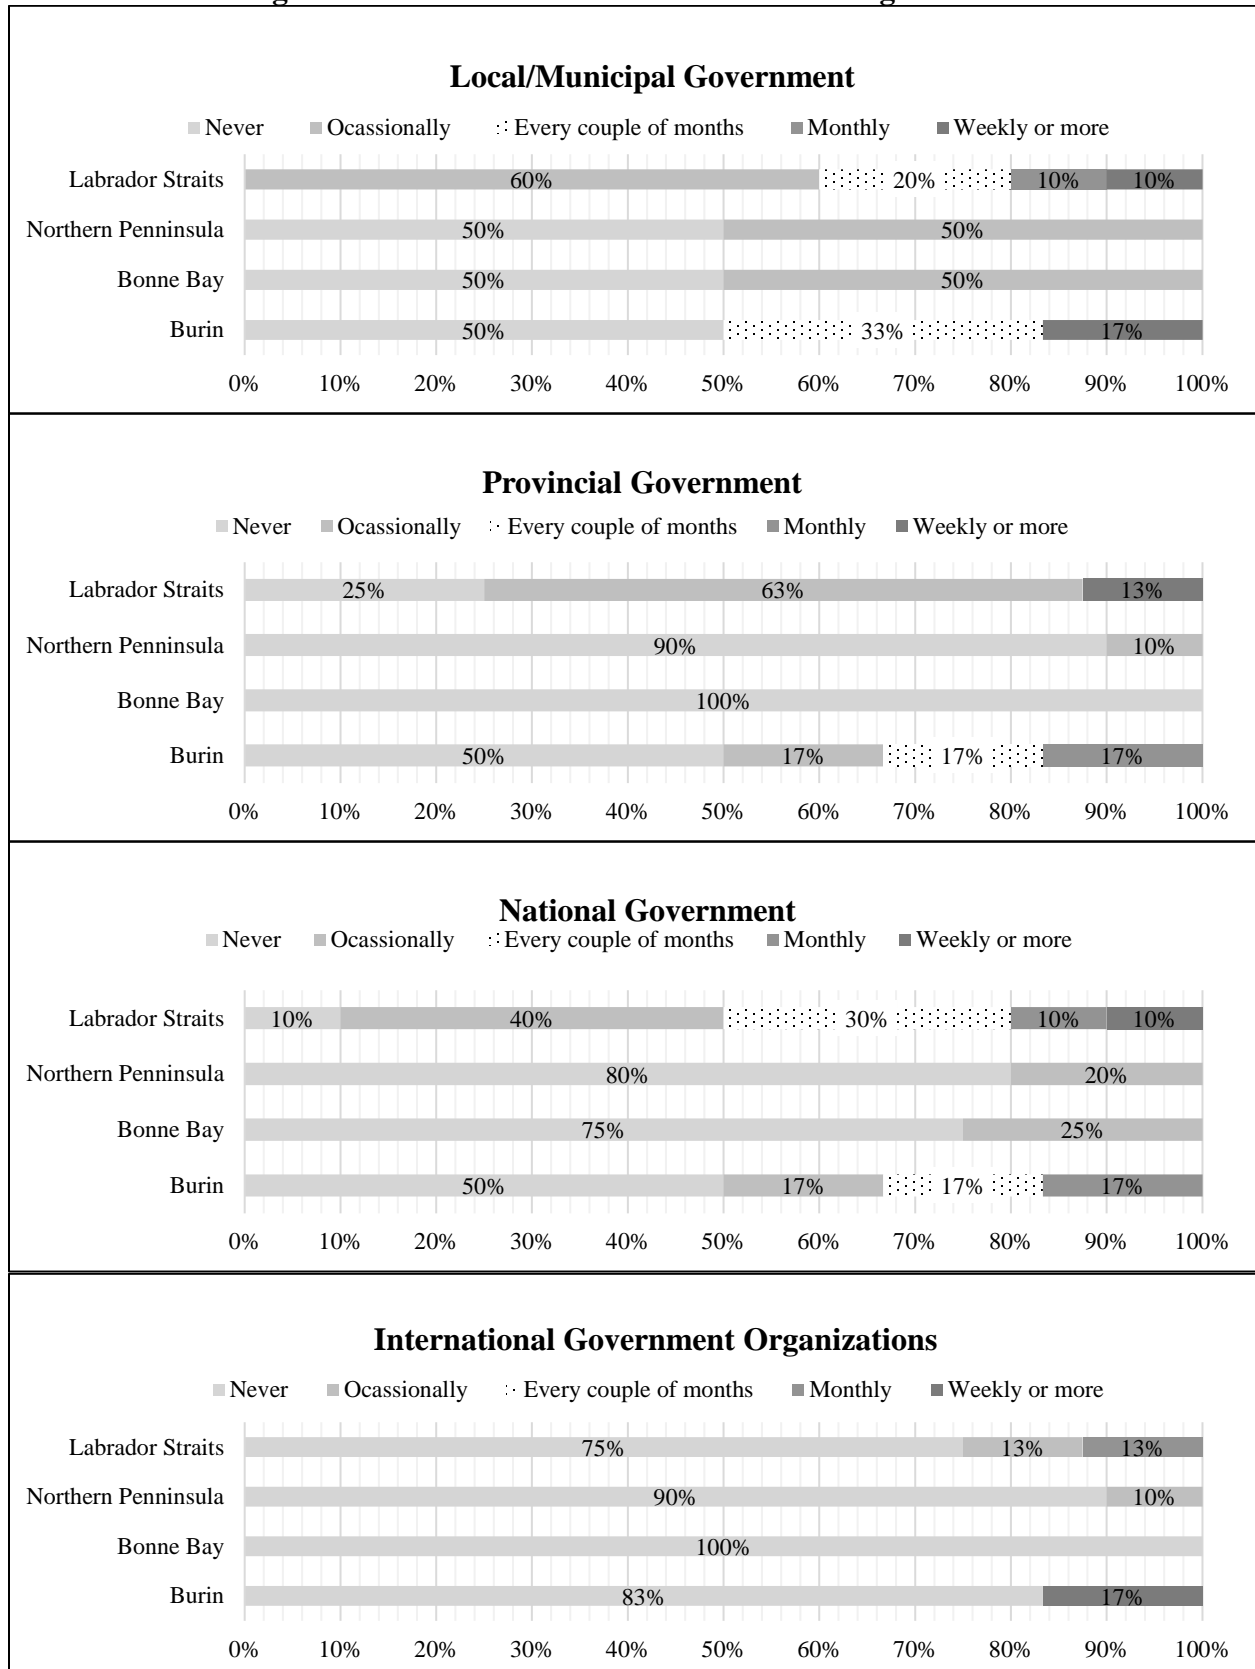 Local/Municipal Government
Never Ocassionally Every couple of months Monthly Weekly or more
Labrador Straits 60% 20% 10% 10%
Northern Penninsula 50% 50%
Bonne Bay 50% 50%
Burin 50% 33% 17%
0% 10% 20% 30% 40% 50% 60% 70% 80% 90% 100%
Provincial Government
Never Ocassionally Every couple of months Monthly Weekly or more
Labrador Straits 25% 63% 13%
Northern Penninsula 90% 10%
Bonne Bay 100%
Burin 50% 17% 17% 17%
0% 10% 20% 30% 40% 50% 60% 70% 80% 90% 100%
National Government
Never Ocassionally Every couple of months Monthly Weekly or more
Labrador Straits 10% 40% 30% 10% 10%
Northern Penninsula 80% 20%
Bonne Bay 75% 25%
Burin 50% 17% 17% 17%
0% 10% 20% 30% 40% 50% 60% 70% 80% 90% 100%
International Government Organizations
Never Ocassionally Every couple of months Monthly Weekly or more
Labrador Straits 75% 13% 13%
Northern Penninsula 90% 10%
Bonne Bay 100%
Burin 83% 17%
0% 10% 20% 30% 40% 50% 60% 70% 80% 90% 100%